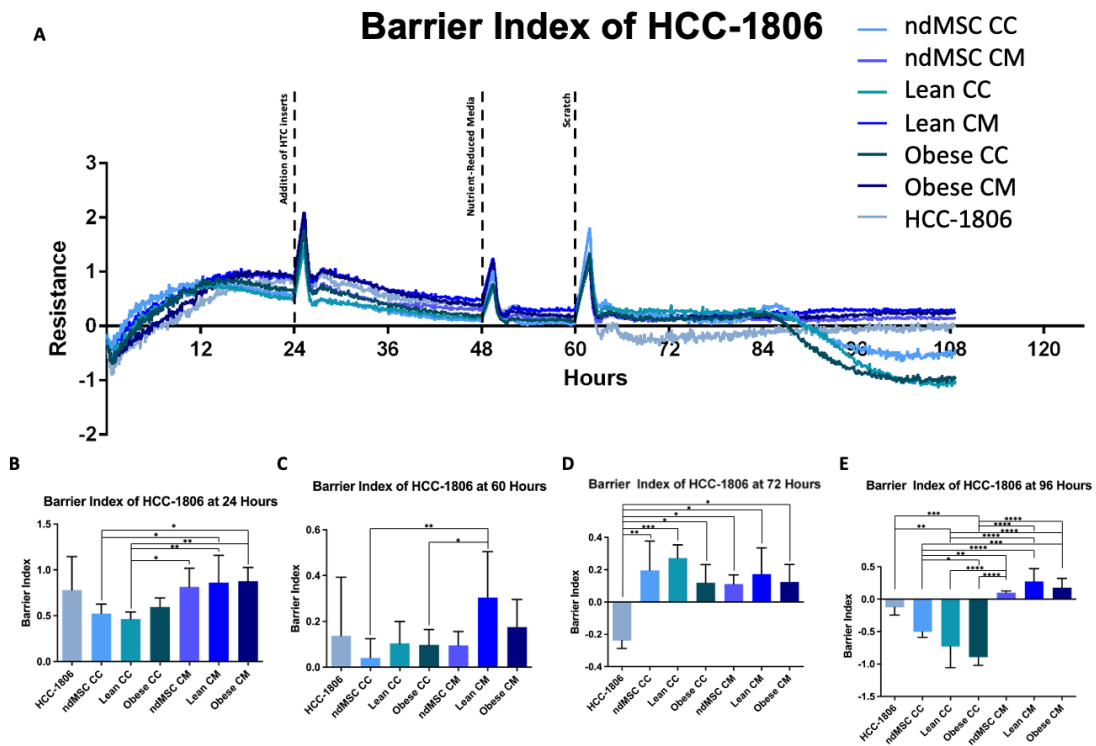 A
Barrier Index of HCC-1806
ndMSC CC
ndMSC CM
Lean CC
Lean CM
Obese CC
Obese CM
HCC-1806
Addition of HTC inserts
Nutrient-Reduced Media
Scratch
Resistance
3
2
1
0
-1
-2
12
24
36
48
60
72
84
96
108
120
Hours
B
Barrier Index of HCC-1806 at 24 Hours
Barrier Index
1.5
1.0
0.5
0.0
*
*
**
**
*
HCC-1806
ndMSC CC
Lean CC
Obese CC
ndMSC CM
Lean CM
Obese CM
C
Barrier Index of HCC-1806 at 60 Hours
Barrier Index
0.6
0.4
0.2
0.0
**
*
HCC-1806
ndMSC CC
Lean CC
Obese CC
ndMSC CM
Lean CM
Obese CM
D
Barrier Index of HCC-1806 at 72 Hours
Barrier Index
0.4
0.2
0.0
-0.2
-0.4
*
*
*
*
***
**
HCC-1806
ndMSC CC
Lean CC
Obese CC
ndMSC CM
Lean CM
Obese CM
E
Barrier Index of HCC-1806 at 96 Hours
Barrier Index
0.5
0.0
-0.5
-1.0
-1.5
***
****
**
****
****
****
***
****
**
*
****
****
HCC-1806
ndMSC CC
Lean CC
Obese CC
ndMSC CM
Lean CM
Obese CM